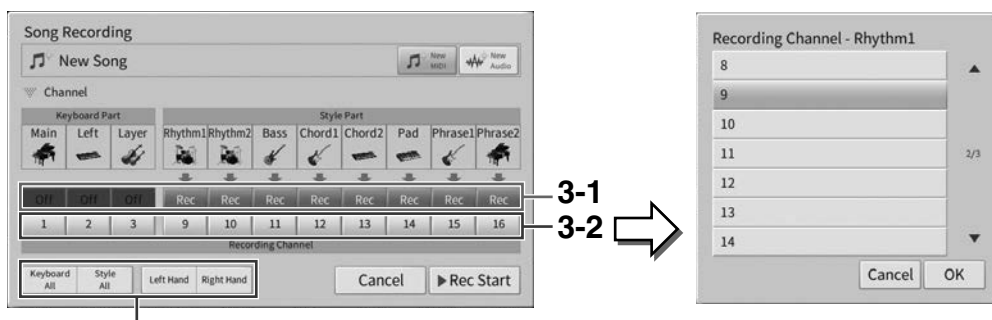 Song Recording
New Song
New MIDI
New Audio
Channel
Keyboard Part Style Part
Main Left Layer Rhythm1 Rhythm2 Bass Chord1 Chord2 Pad Phrase1 Phrase2
Off Off Off Rec Rec Rec Rec Rec Rec Rec Rec
3-1
1 2 3 9 10 11 12 13 14 15 16
3-2
Recording Channel
Keyboard All
Style All
Left Hand Right Hand Cancel Rec Start
Recording Channel - Rhythm1
8
9
10
11
2/3
12
13
14
Cancel OK